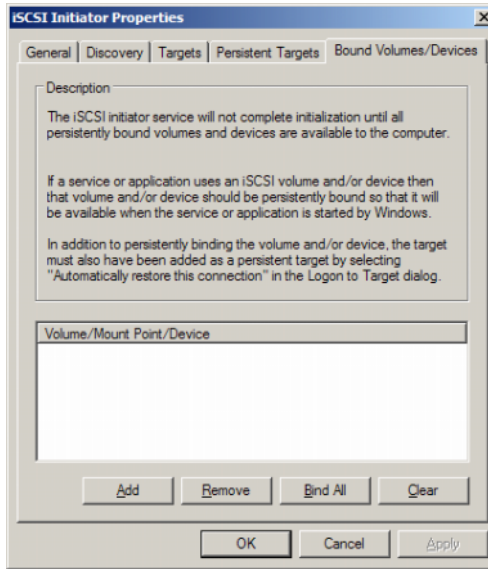 iSCSI Initiator Properties
General Discovery Targets Persistent Targets Bound Volumes/Devices
Description
The iSCSI initiator service will not complete initialization until all
persistently bound volumes and devices are available to the computer.
If a service or application uses an iSCSI volume and/or device then
that volume and/or device should be persistently bound so that it will
be available when the service or application is started by Windows.
In addition to persistently binding the volume and/or device, the target
must also have been added as a persistent target by selecting
"Automatically restore this connection" in the Logon to Target dialog.
Volume/Mount Point/Device
Add Remove Bind All Clear
OK Cancel Apply